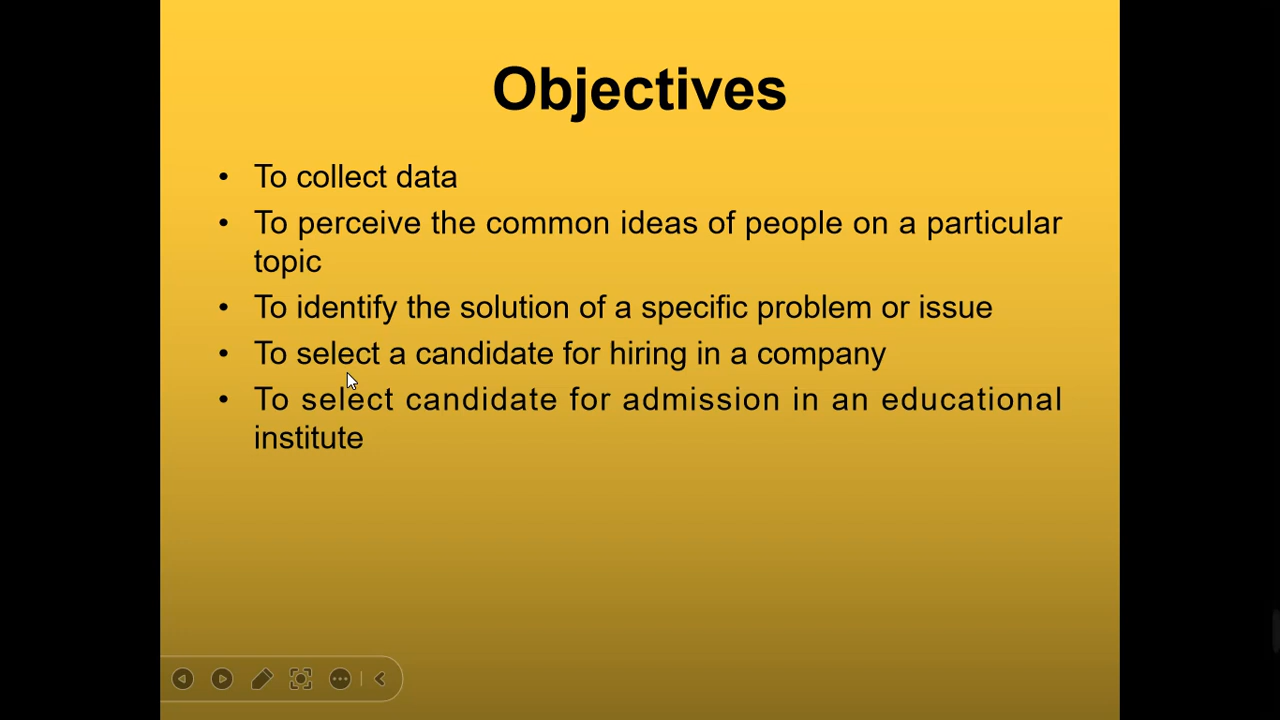 Objectives
• To collect data
• To perceive the common ideas of people on a particular
topic
• To identify the solution of a specific problem or issue
• To select a candidate for hiring in a company
• To select candidate for admission in an educational
institute